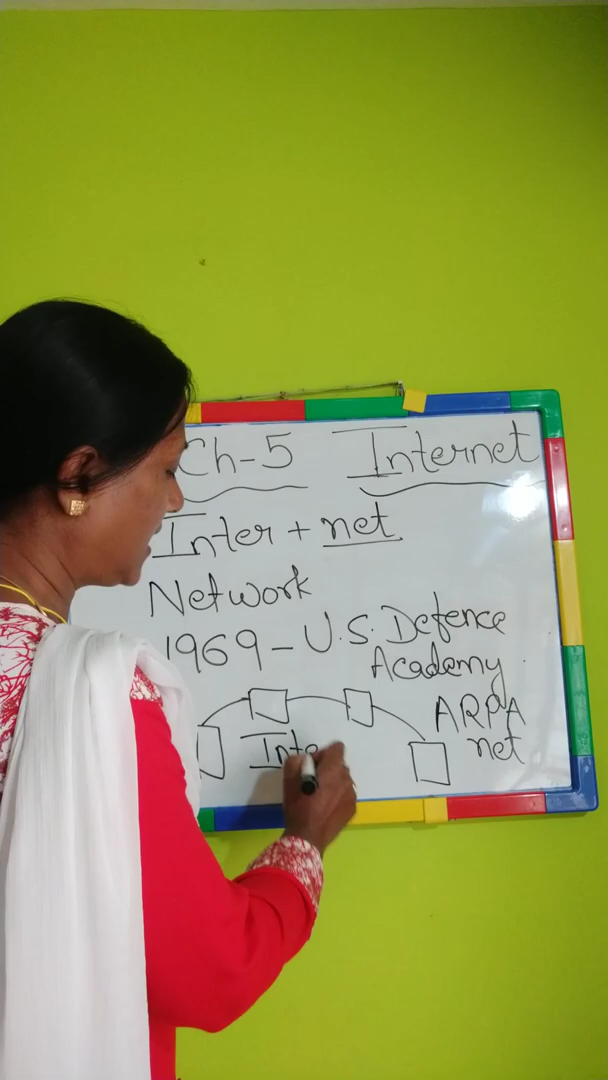 Ch-5 Internet
Inter + net
Network
1969 - U.S. Defence
Academy
ARPA
net
Inte